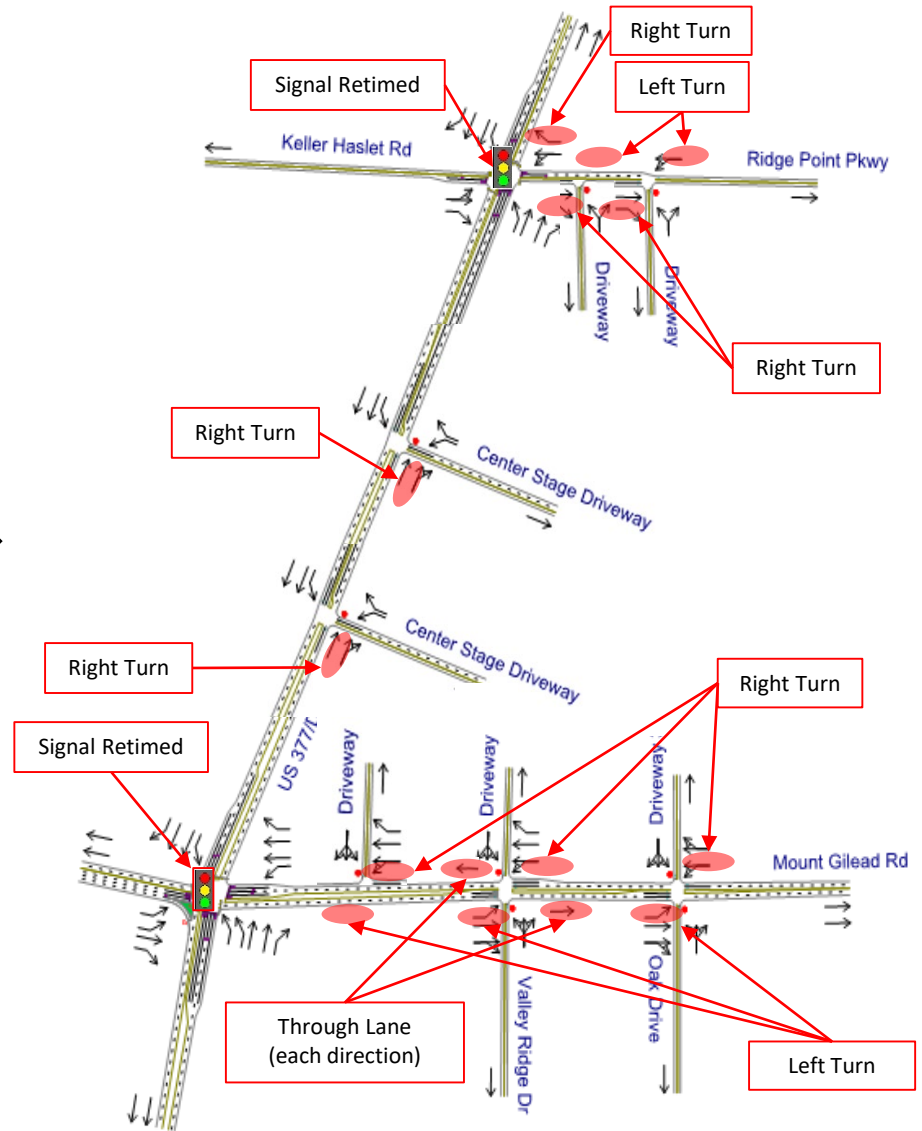 Right Turn
Signal Retimed
Left Turn
Keller Haslet Rd
Ridge Point Pkwy
Driveway
Driveway
Right Turn
Right Turn
Center Stage Driveway
Center Stage Driveway
Right Turn
Right Turn
Signal Retimed
US 377/
Driveway
Driveway
Driveway
Mount Gilead Rd
Through Lane
(each direction)
Valley Ridge Dr
Oak Drive
Left Turn